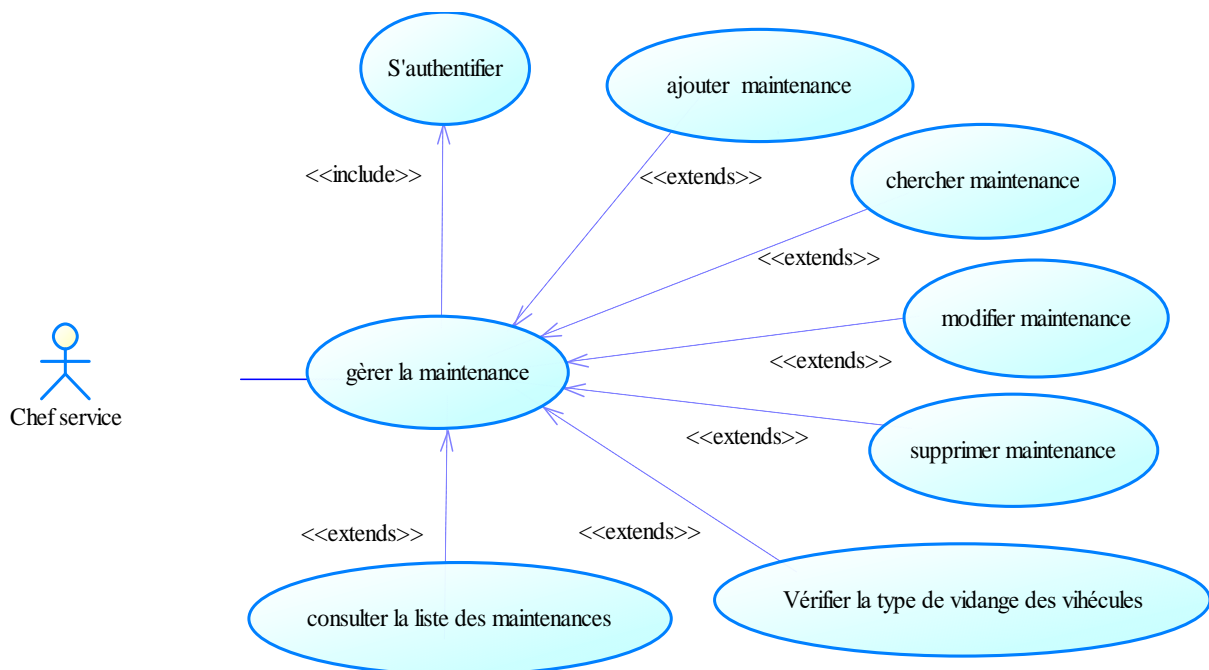 S'authentifier
ajouter maintenance
<<include>>
<<extends>>
chercher maintenance
<<extends>>
modifier maintenance
gèrer la maintenance
<<extends>>
Chef service
<<extends>>
supprimer maintenance
<<extends>>
<<extends>>
consulter la liste des maintenances
Vérifier la type de vidange des vihécules